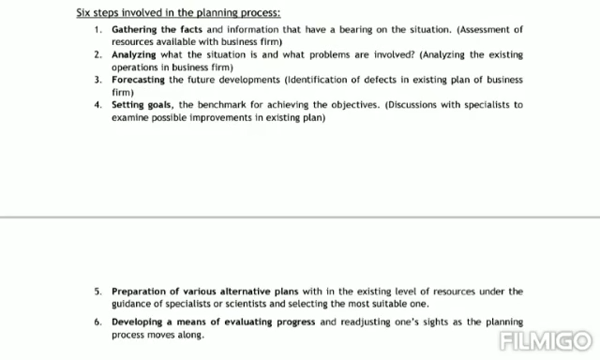 Six steps involved in the planning process:
1. Gathering the facts and information that have a bearing on the situation. (Assessment of
resources available with business firm)
2. Analyzing what the situation is and what problems are involved? (Analyzing the existing
operations in business firm)
3. Forecasting the future developments (Identification of defects in existing plan of business
firm)
4. Setting goals, the benchmark for achieving the objectives. (Discussions with specialists to
examine possible improvements in existing plan)
5. Preparation of various alternative plans with in the existing level of resources under the
guidance of specialists or scientists and selecting the most suitable one.
6. Developing a means of evaluating progress and readjusting one's sights as the planning
process moves along.
FILMIGO